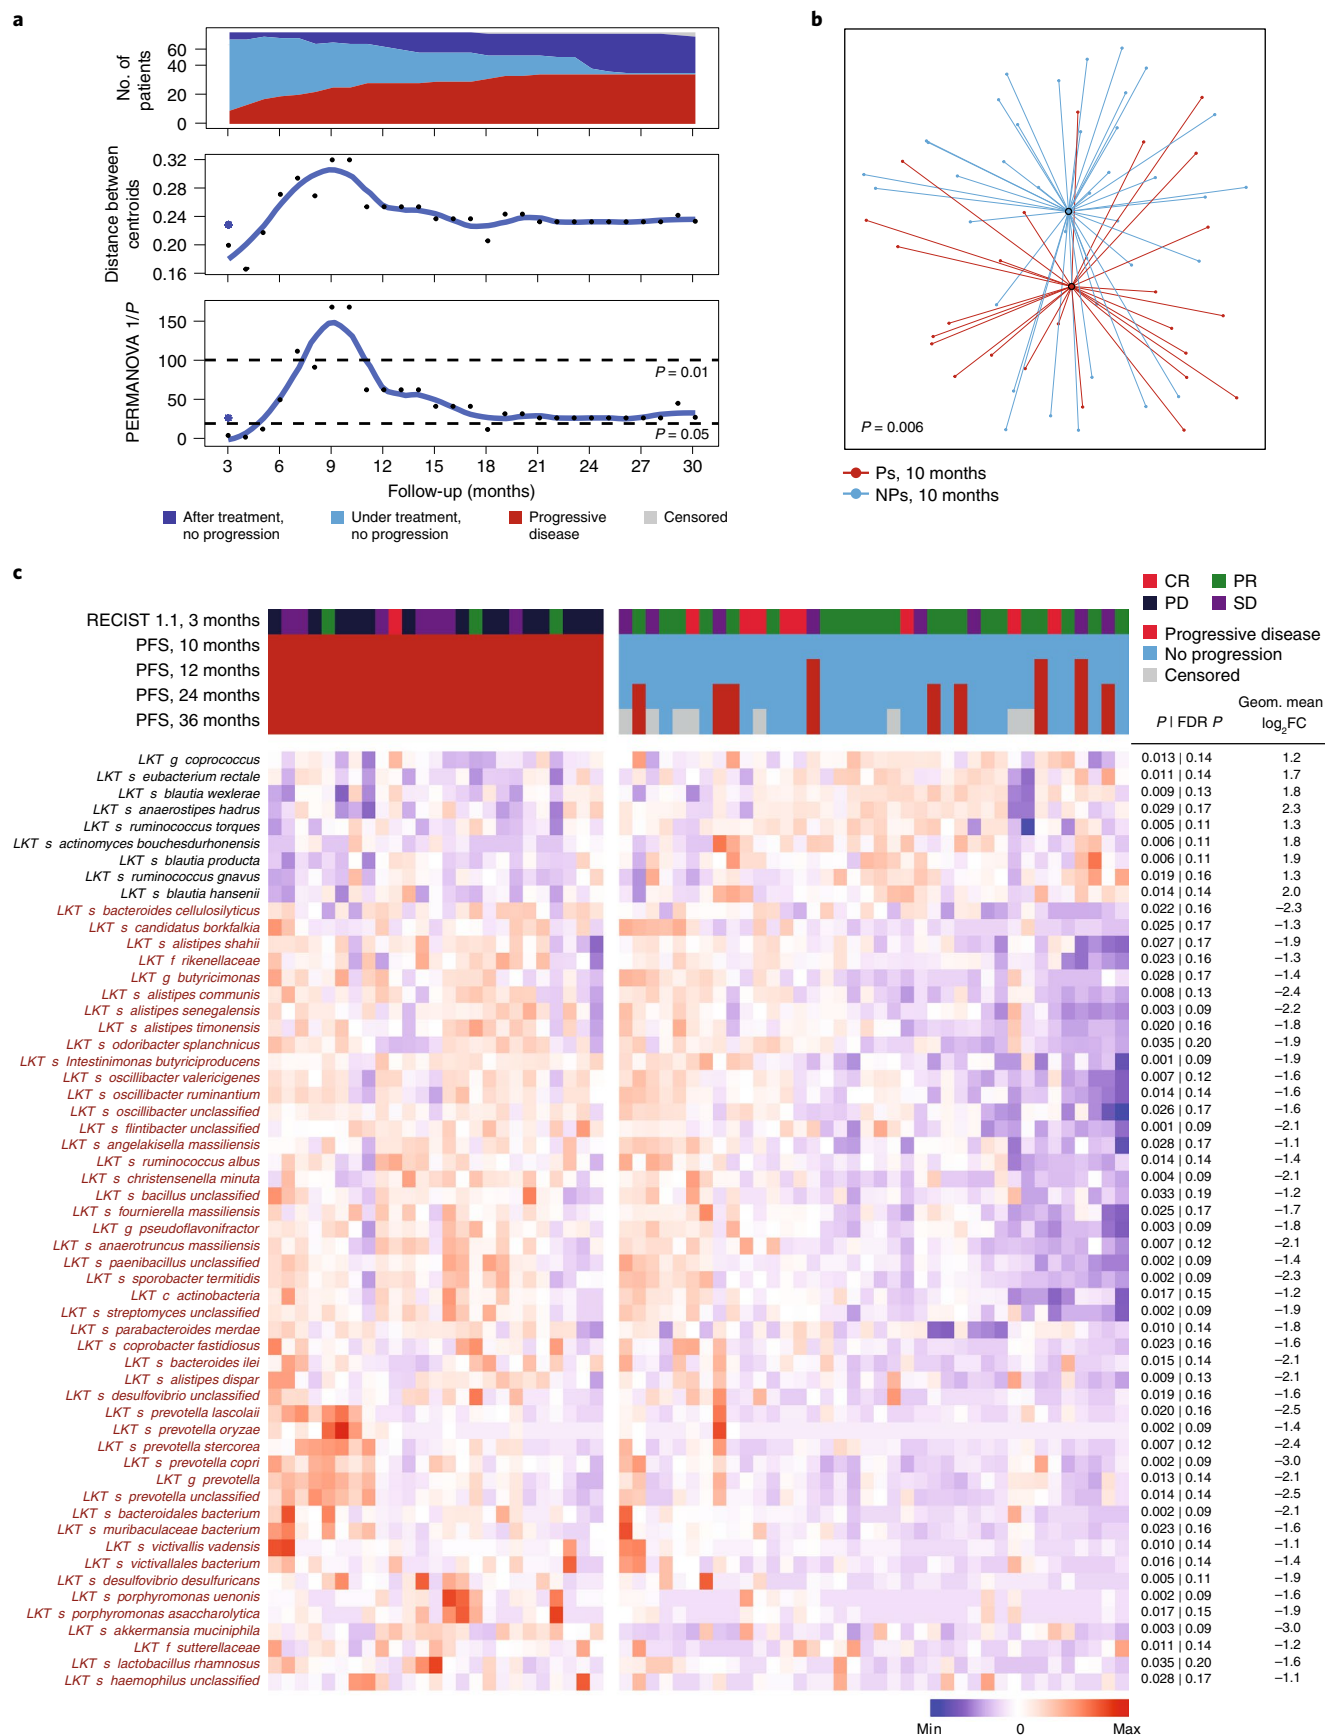 a
No. of patients
60
40
20
0
Distance between centroids
0.32
0.28
0.24
0.20
0.16
PERMANOVA 1/P
150
100
50
0
P = 0.01
P = 0.05
3 6 9 12 15 18 21 24 27 30
Follow-up (months)
After treatment, no progression
Under treatment, no progression
Progressive disease
Censored
b
P = 0.006
Ps, 10 months
NPs, 10 months
c
CR PR
PD SD
Progressive disease
No progression
Censored
RECIST 1.1, 3 months
PFS, 10 months
PFS, 12 months
PFS, 24 months
PFS, 36 months
P | FDR P Geom. mean log2FC
LKT g coprococcus 0.013 | 0.14 1.2
LKT s eubacterium rectale 0.011 | 0.14 1.7
LKT s blautia wexlerae 0.009 | 0.13 1.8
LKT s anaerostipes hadrus 0.029 | 0.17 2.3
LKT s ruminococcus torques 0.005 | 0.11 1.3
LKT s actinomyces bouchesdurhonensis 0.006 | 0.11 1.8
LKT s blautia producta 0.006 | 0.11 1.9
LKT s ruminococcus gnavus 0.019 | 0.16 1.3
LKT s blautia hansenii 0.014 | 0.14 2.0
LKT s bacteroides cellulosilyticus 0.022 | 0.16 −2.3
LKT s candidatus borkfalkia 0.025 | 0.17 −1.3
LKT s alistipes shahii 0.027 | 0.17 −1.9
LKT f rikenellaceae 0.023 | 0.16 −1.3
LKT g butyricimonas 0.028 | 0.17 −1.4
LKT s alistipes communis 0.008 | 0.13 −2.4
LKT s alistipes senegalensis 0.003 | 0.09 −2.2
LKT s alistipes timonensis 0.020 | 0.16 −1.8
LKT s odoribacter splanchnicus 0.035 | 0.20 −1.9
LKT s Intestinimonas butyriciproducens 0.001 | 0.09 −1.9
LKT s oscillibacter valericigenes 0.007 | 0.12 −1.6
LKT s oscillibacter ruminantium 0.014 | 0.14 −1.6
LKT s oscillibacter unclassified 0.026 | 0.17 −1.6
LKT s flintibacter unclassified 0.001 | 0.09 −2.1
LKT s angelakisella massiliensis 0.028 | 0.17 −1.1
LKT s ruminococcus albus 0.014 | 0.14 −1.4
LKT s christensenella minuta 0.004 | 0.09 −2.1
LKT s bacillus unclassified 0.033 | 0.19 −1.2
LKT s fournierella massiliensis 0.025 | 0.17 −1.7
LKT g pseudoflavonifractor 0.003 | 0.09 −1.8
LKT s anaerotruncus massiliensis 0.007 | 0.12 −2.1
LKT s paenibacillus unclassified 0.002 | 0.09 −1.4
LKT s sporobacter termitidis 0.002 | 0.09 −2.3
LKT c actinobacteria 0.017 | 0.15 −1.2
LKT s streptomyces unclassified 0.002 | 0.09 −1.9
LKT s parabacteroides merdae 0.010 | 0.14 −1.8
LKT s coprobacter fastidiosus 0.023 | 0.16 −1.6
LKT s bacteroides ilei 0.015 | 0.14 −2.1
LKT s alistipes dispar 0.009 | 0.13 −2.1
LKT s desulfovibrio unclassified 0.019 | 0.16 −1.6
LKT s prevotella lascolaii 0.020 | 0.16 −2.5
LKT s prevotella oryzae 0.002 | 0.09 −1.4
LKT s prevotella stercorea 0.007 | 0.12 −2.4
LKT s prevotella copri 0.002 | 0.09 −3.0
LKT g prevotella 0.013 | 0.14 −2.1
LKT s prevotella unclassified 0.014 | 0.14 −2.5
LKT s bacteroidales bacterium 0.002 | 0.09 −2.1
LKT s muribaculaceae bacterium 0.023 | 0.16 −1.6
LKT s victivallis vadensis 0.010 | 0.14 −1.1
LKT s victivallales bacterium 0.016 | 0.14 −1.4
LKT s desulfovibrio desulfuricans 0.005 | 0.11 −1.9
LKT s porphyromonas uenonis 0.002 | 0.09 −1.6
LKT s porphyromonas asaccharolytica 0.017 | 0.15 −1.9
LKT s akkermansia muciniphila 0.003 | 0.09 −3.0
LKT f sutterellaceae 0.011 | 0.14 −1.2
LKT s lactobacillus rhamnosus 0.035 | 0.20 −1.6
LKT s haemophilus unclassified 0.028 | 0.17 −1.1
Min 0 Max